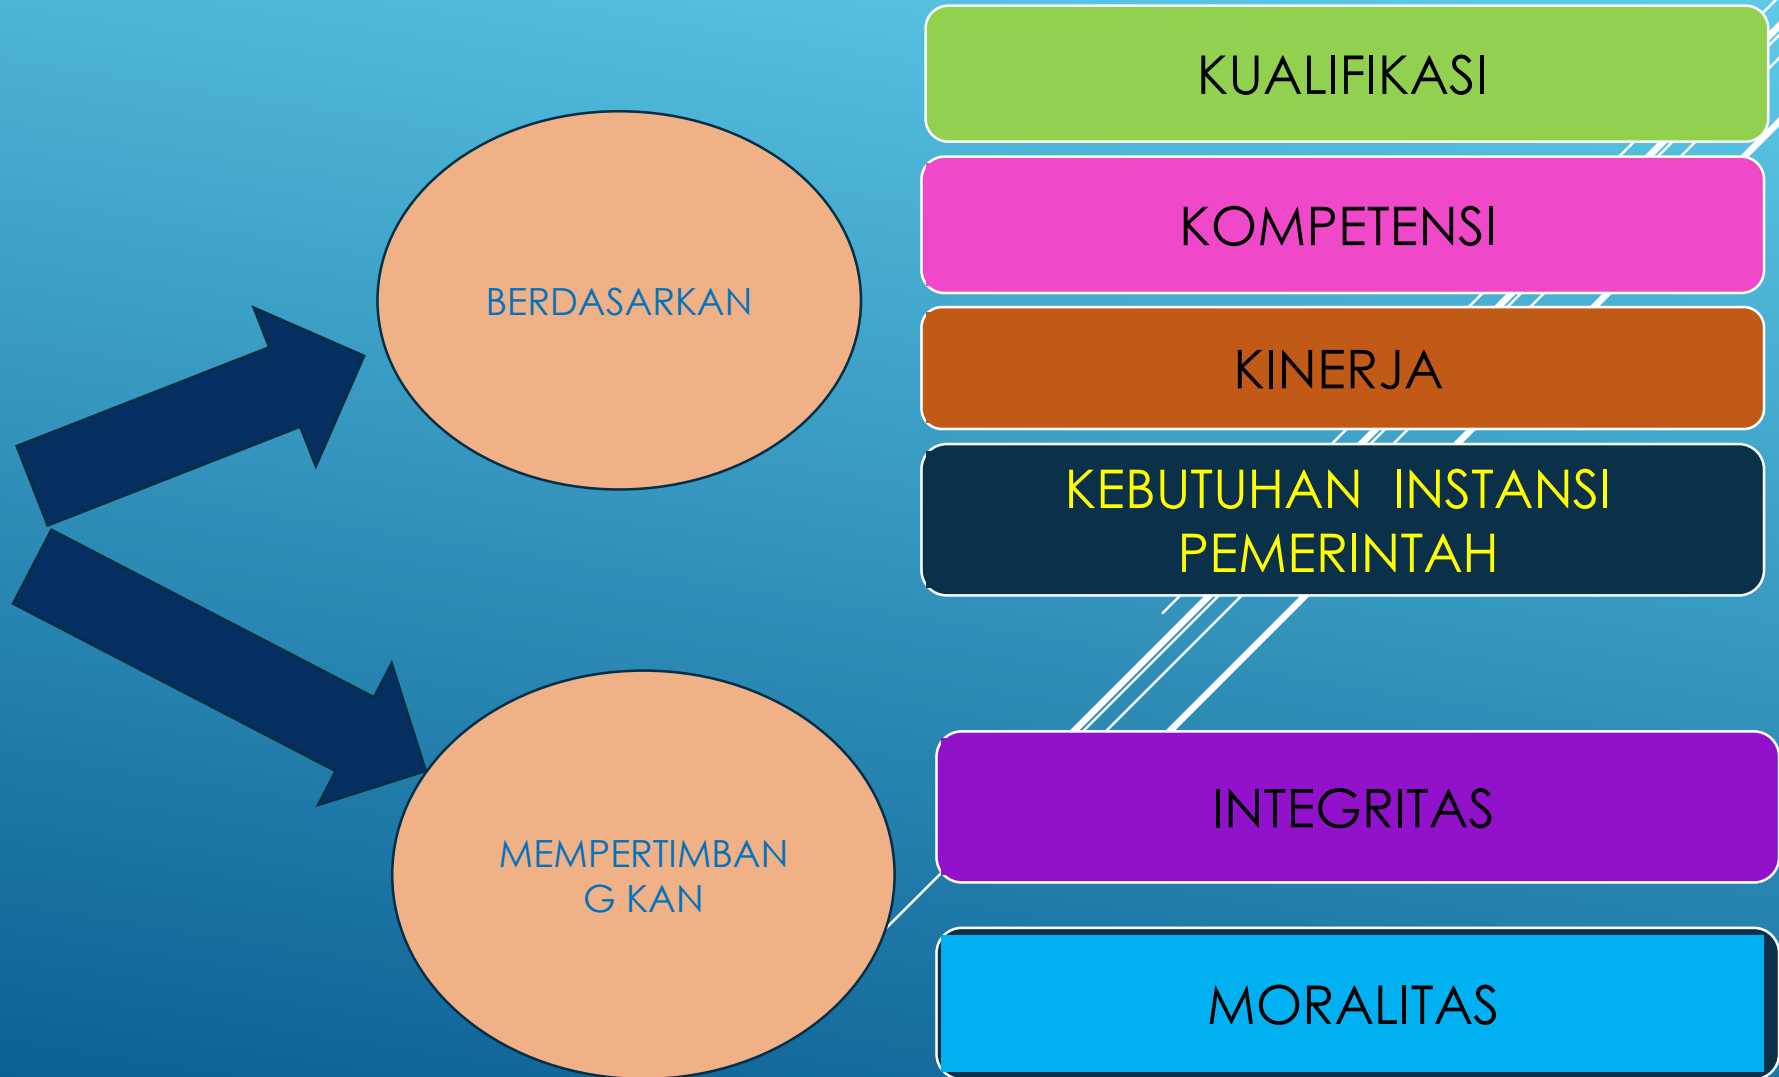 BERDASARKAN
KUALIFIKASI
KOMPETENSI
KINERJA
KEBUTUHAN INSTANSI
PEMERINTAH
MEMPERTIMBAN
G KAN
INTEGRITAS
MORALITAS